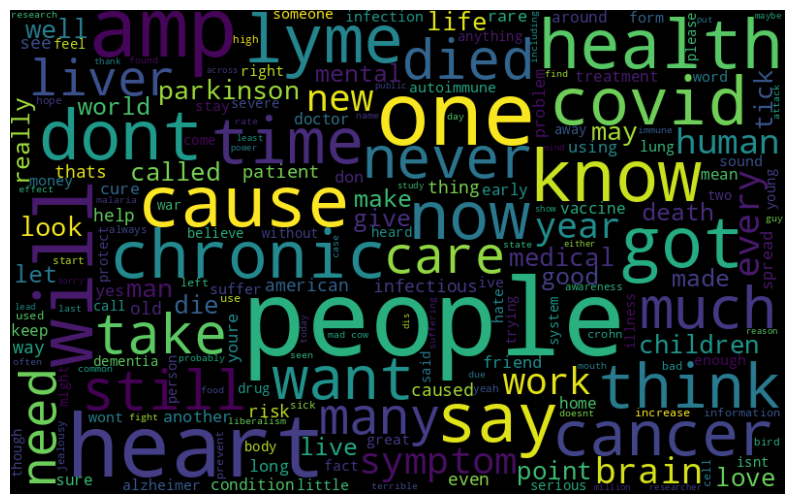 research
well
see
feel
high
thank
found
amp
across
lyme
someone
infection
right
stay
severe
life
anything
died
rare
around
away
form
please
treatment
including
put
word
maybe
find
attack
health
liver
world
hope
parkinson
come
rate
mental
doctor
new
autoimmune
public
name
day
least
power
one
problem
using
lung
may
covid
immune
mean
human
tick
really
dont
time
never
know
thats
money
effect
called
cure
malaria
war
believe
patient
don
without
study
mind
thing
make
early
heard
give
show
vaccine
sound
two
death
young
guy
look
help
start
protect
always
cause
case
now
year
state
either
made
spread
every
will
let
chronic
care
medical
good
got
man
yes
call
left
american
infectious
ive
awareness
suffer
use
old
die
sorry
lead
used
last
keep
way
often
take
youre
today
people
suffering
hate
trying
system
crohn
illness
much
children
reason
need
might
dementia
probably
seen
mad cow
dis
said
friend
mouth
enough
common
person
drug
food
want
caused
due
yeah
work
home
bad
think
still
another
risk
sick
many
say
doesnt
increase
information
bird
though
jealousy
wont
fight
liberalism
heart
prevent
body
live
great
symptom
point
cancer
cell
isnt
sure
long
fact
even
serious
brain
love
alzheimer
condition
little
terrible
million
researcher